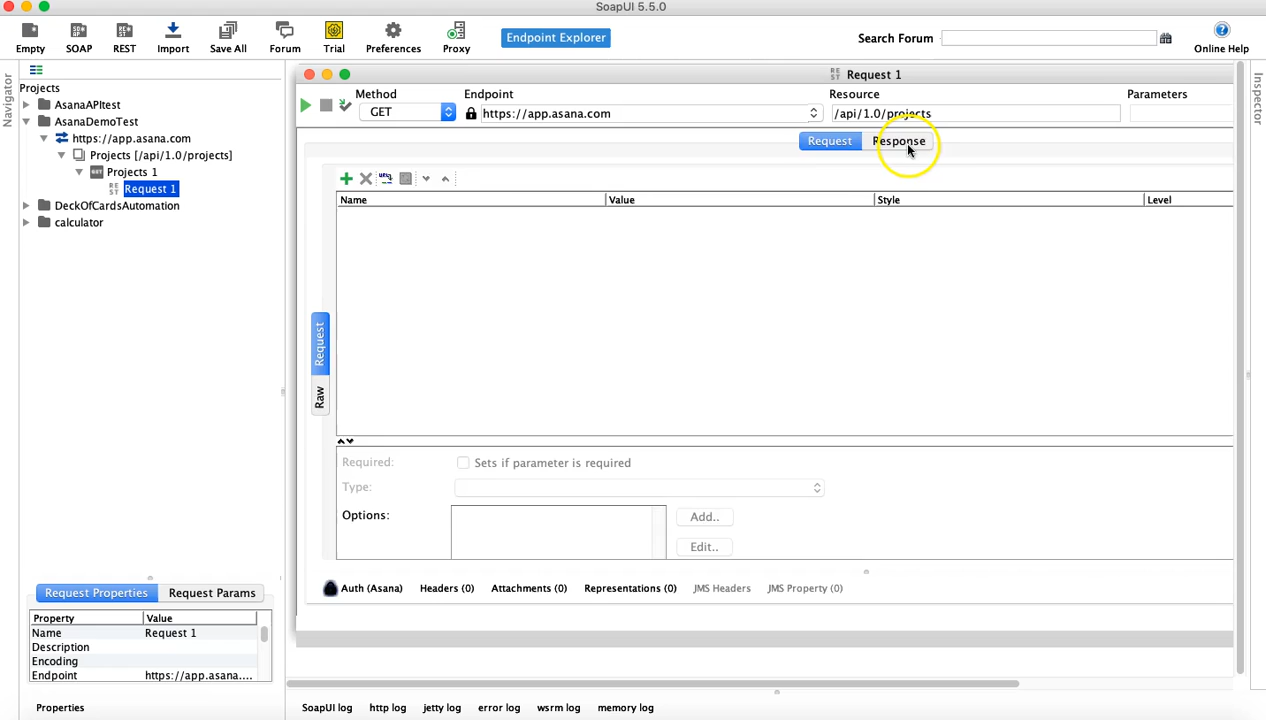 SoapUI 5.5.0
Empty SOAP REST Import Save All Forum Trial Preferences Proxy Endpoint Explorer Search Forum Online Help
Navigator
Projects
AsanaAPItest
AsanaDemoTest
https://app.asana.com
Projects [/api/1.0/projects]
Projects 1
Request 1
DeckOfCardsAutomation
calculator
Request Properties Request Params
Property Value
Name Request 1
Description
Encoding
Endpoint https://app.asana....
Properties
Request 1
Method Endpoint Resource Parameters
GET https://app.asana.com /api/1.0/projects
Request Response
Name Value Style Level
Request
Raw
Required: Sets if parameter is required
Type:
Options: Add..
Edit..
Auth (Asana) Headers (0) Attachments (0) Representations (0) JMS Headers JMS Property (0)
SoapUI log http log jetty log error log wsrm log memory log
Inspector